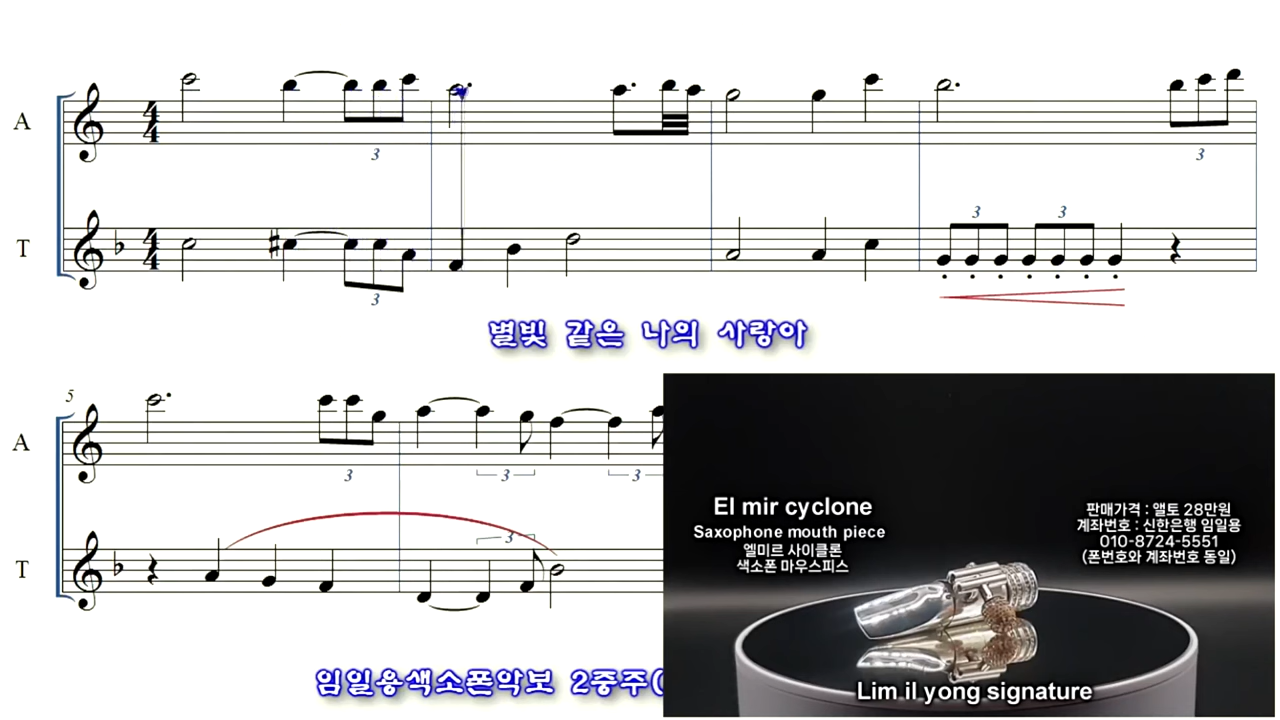 A
3
T
3
3
3
3
별빛 같은 나의 사랑아
5
A
3
3
3
T
3
임일용색소폰악보 2중주(
El mir cyclone
Saxophone mouth piece
엘미르 사이클론
색소폰 마우스피스
판매가격 : 앨토 28만원
계좌번호 : 신한은행 임일용
010-8724-5551
(폰번호와 계좌번호 동일)
Lim il yong signature